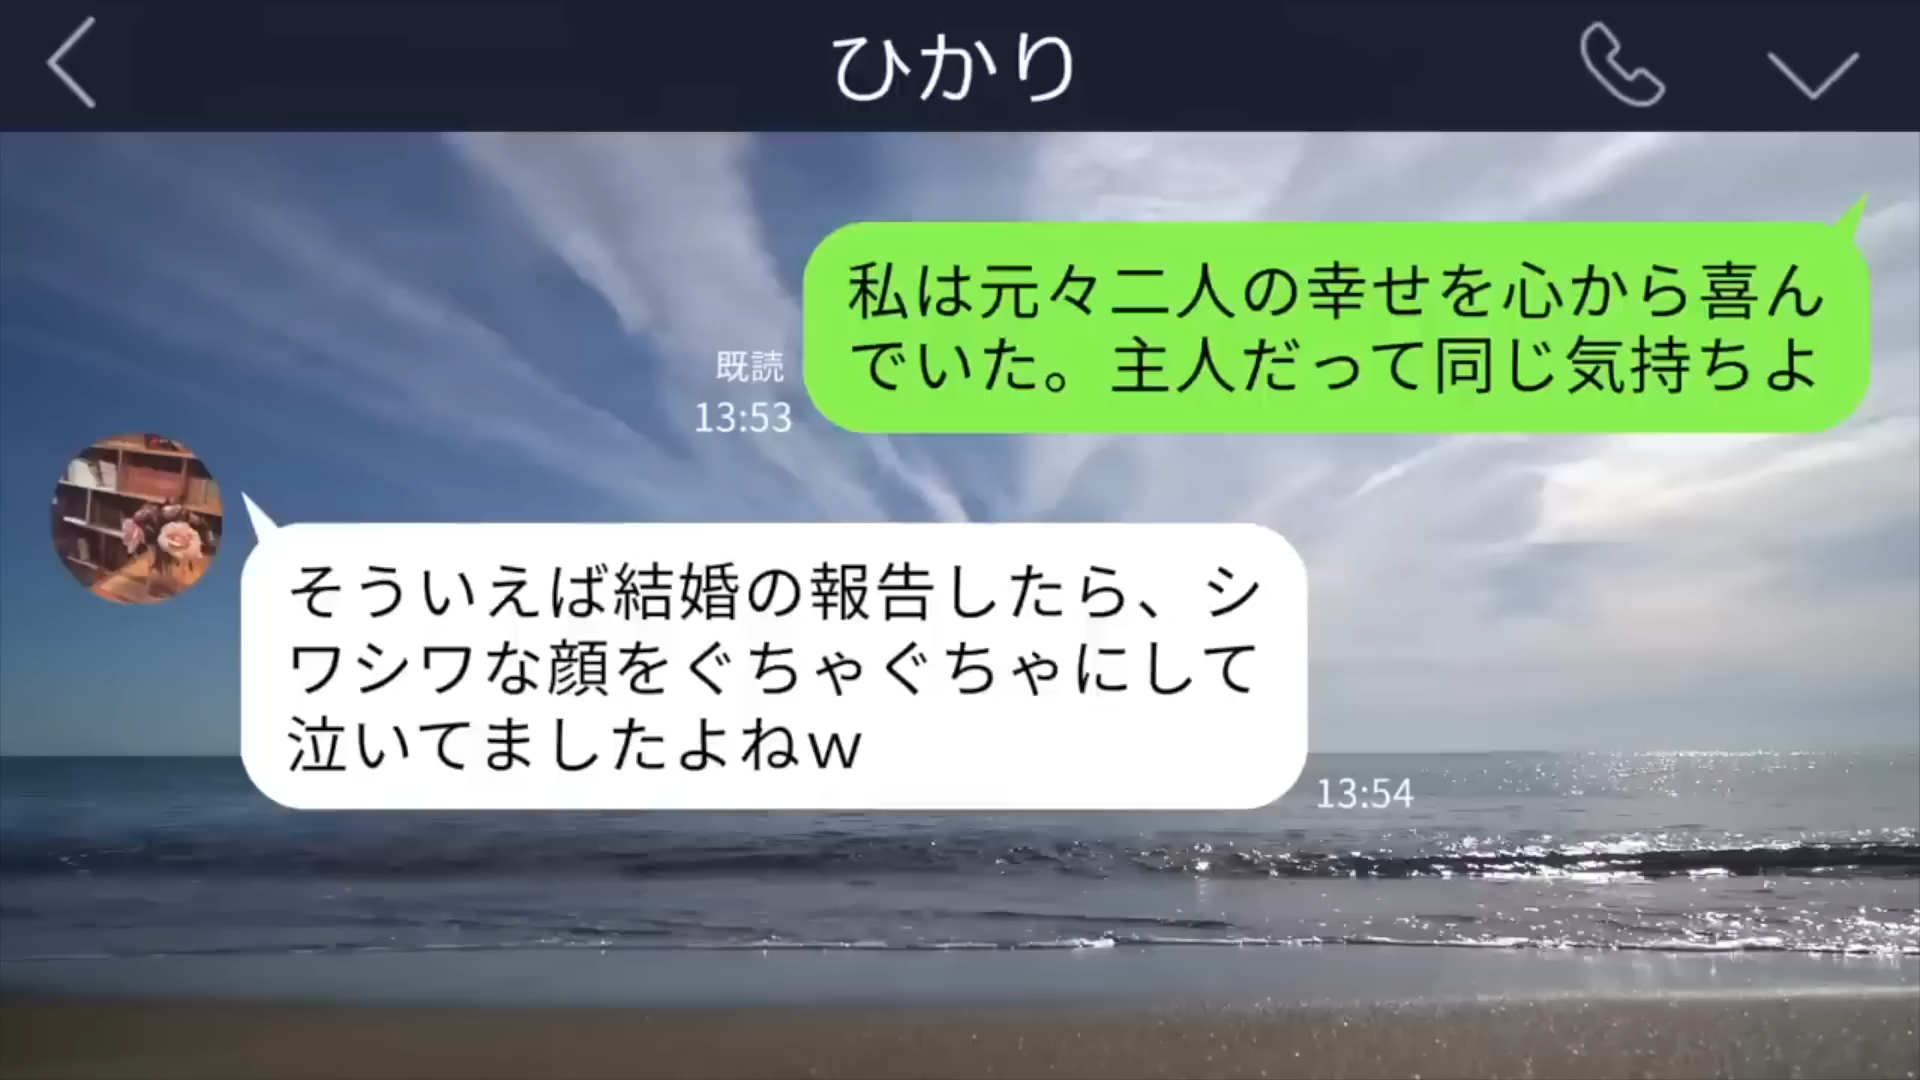 ひかり
私は元々二人の幸せを心から喜ん
でいた。主人だって同じ気持ちよ
既読
13:53
そういえば結婚の報告したら、シ
ワシワな顔をぐちゃぐちゃにして
泣いてましたよねw
13:54